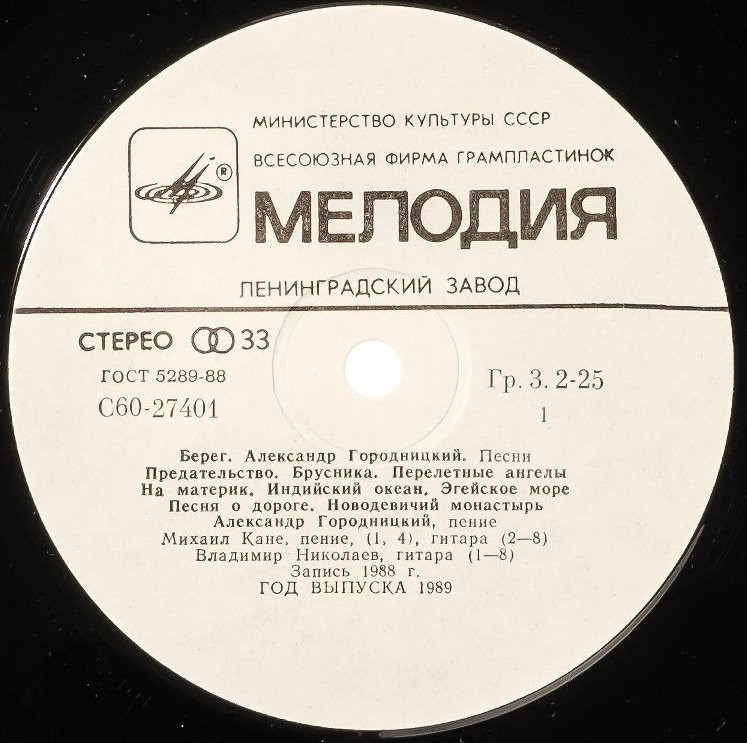 МИНИСТЕРСТВО КУЛЬТУРЫ СССР
ВСЕСОЮЗНАЯ ФИРМА ГРАМПЛАСТИНОК
®
МЕЛОДИЯ
ЛЕНИНГРАДСКИЙ ЗАВОД
СТЕРЕО 33
ГОСТ 5289-88
Гр. 3. 2-25
С60-27401
1
Берег. Александр Городницкий. Песни
Предательство. Брусника. Перелетные ангелы
На материк. Индийский океан. Эгейское море
Песня о дороге. Новодевичий монастырь
Александр Городницкий, пение
Михаил Кане, пение, (1, 4), гитара (2—8)
Владимир Николаев, гитара (1—8)
Запись 1988 г.
ГОД ВЫПУСКА 1989